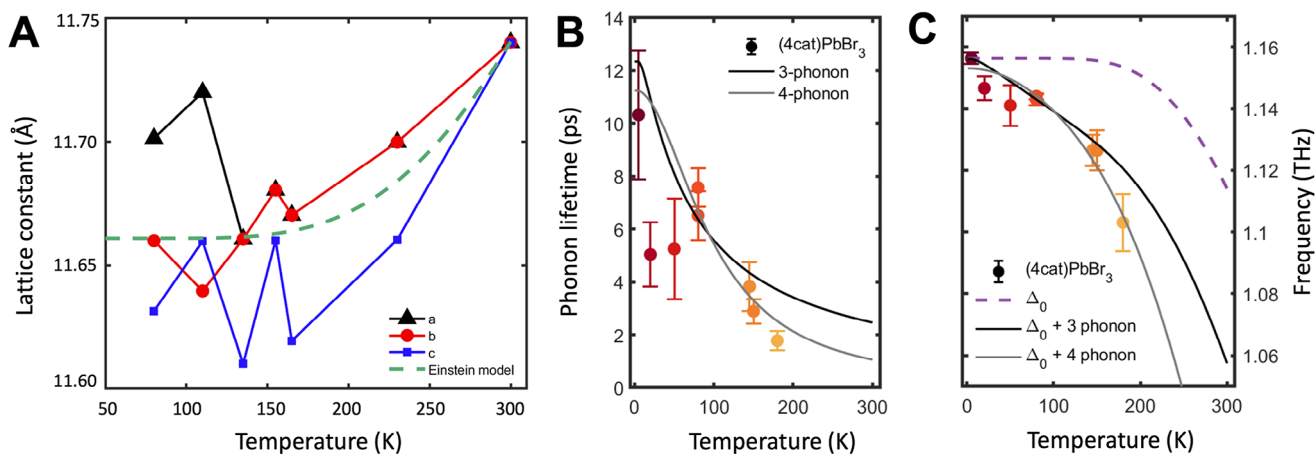 A
11.75
11.70
11.65
11.60
Lattice constant (Å)
50
100
150
200
250
300
Temperature (K)
a
b
c
Einstein model
B
14
12
10
8
6
4
2
0
Phonon lifetime (ps)
0
100
200
300
Temperature (K)
(4cat)PbBr3
3-phonon
4-phonon
C
1.16
1.14
1.12
1.1
1.08
1.06
Frequency (THz)
0
100
200
300
Temperature (K)
(4cat)PbBr3
Δ0
Δ0 + 3 phonon
Δ0 + 4 phonon